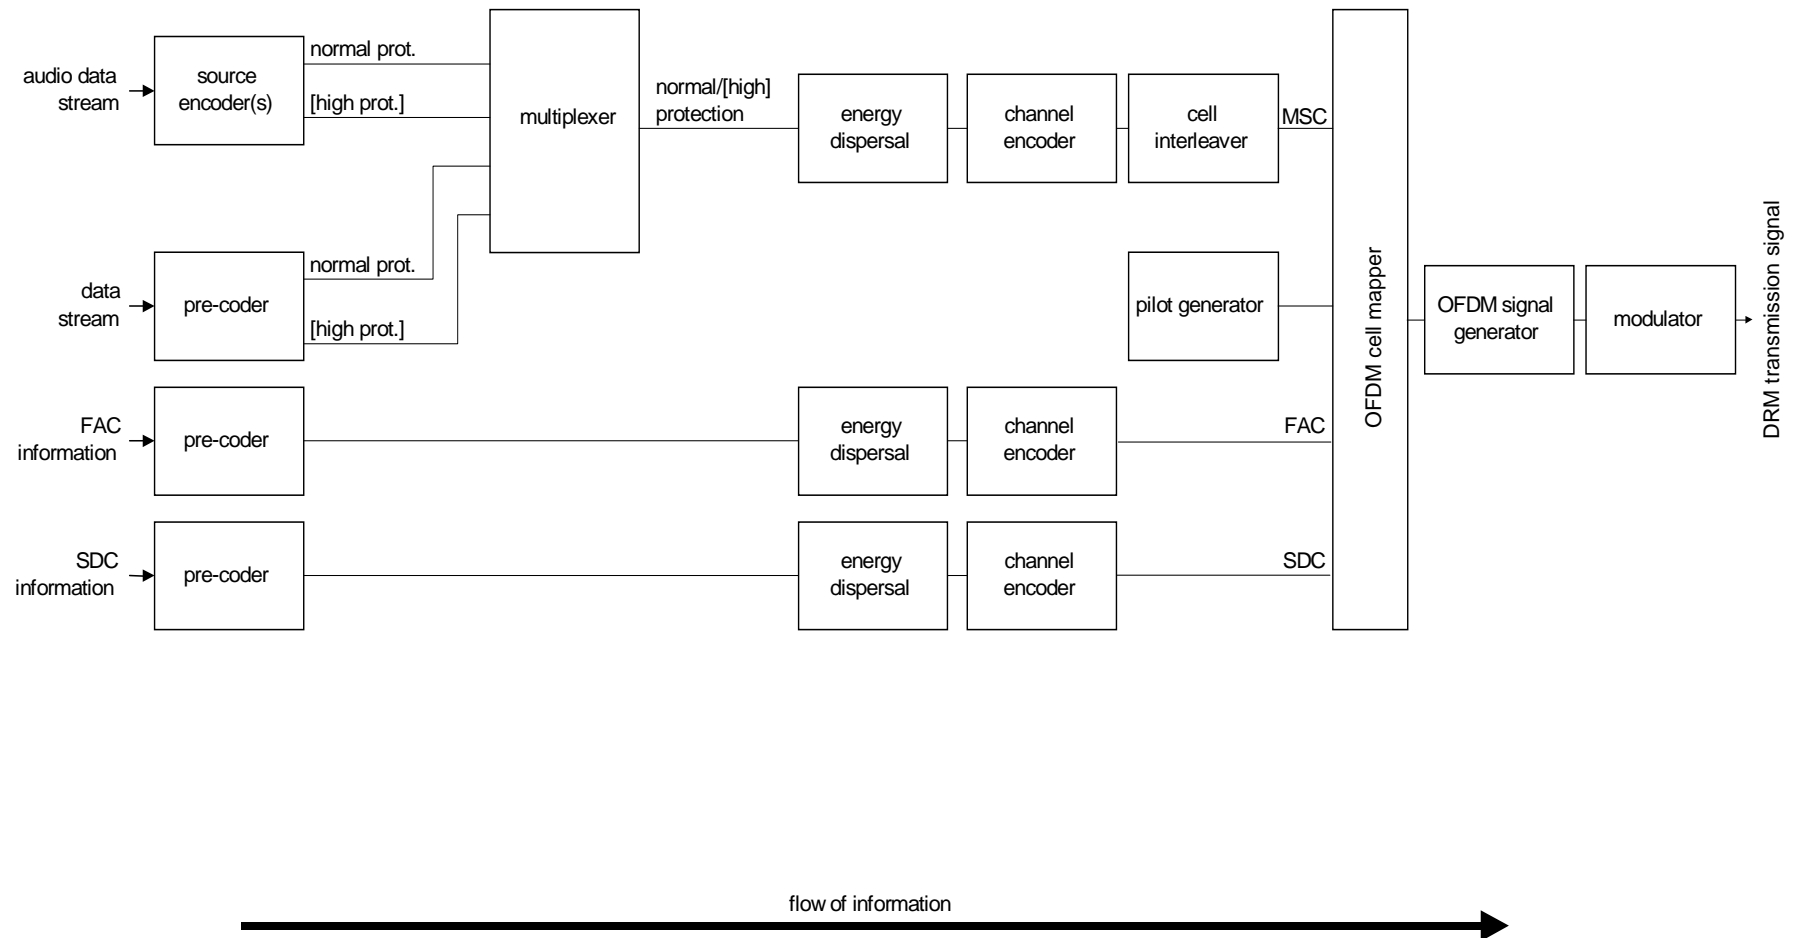 audio data
stream
source
encoder(s)
normal prot.
[high prot.]
multiplexer
normal/[high]
protection
energy
dispersal
channel
encoder
cell
interleaver
MSC
data
stream
pre-coder
normal prot.
[high prot.]
pilot generator
OFDM cell mapper
OFDM signal
generator
modulator
DRM transmission signal
FAC
information
pre-coder
energy
dispersal
channel
encoder
FAC
SDC
information
pre-coder
energy
dispersal
channel
encoder
SDC
flow of information